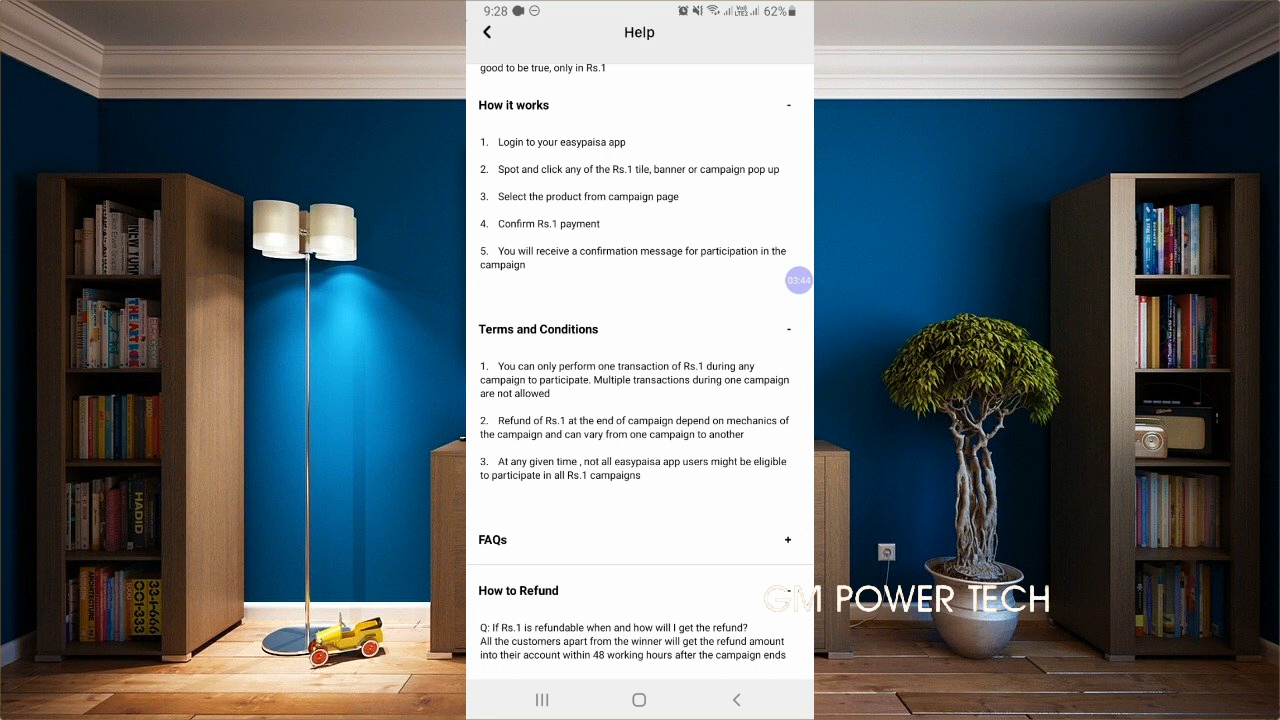 9:28
62%
Help
good to be true, only in Rs.1
How it works -
1. Login to your easypaisa app
2. Spot and click any of the Rs.1 tile, banner or campaign pop up
3. Select the product from campaign page
4. Confirm Rs.1 payment
5. You will receive a confirmation message for participation in the
campaign
03:44
Terms and Conditions -
1. You can only perform one transaction of Rs.1 during any
campaign to participate. Multiple transactions during one campaign
are not allowed
2. Refund of Rs.1 at the end of campaign depend on mechanics of
the campaign and can vary from one campaign to another
3. At any given time , not all easypaisa app users might be eligible
to participate in all Rs.1 campaigns
FAQs +
How to Refund -
GM POWER TECH
Q: If Rs.1 is refundable when and how will I get the refund?
All the customers apart from the winner will get the refund amount
into their account within 48 working hours after the campaign ends
THE ART
HADID